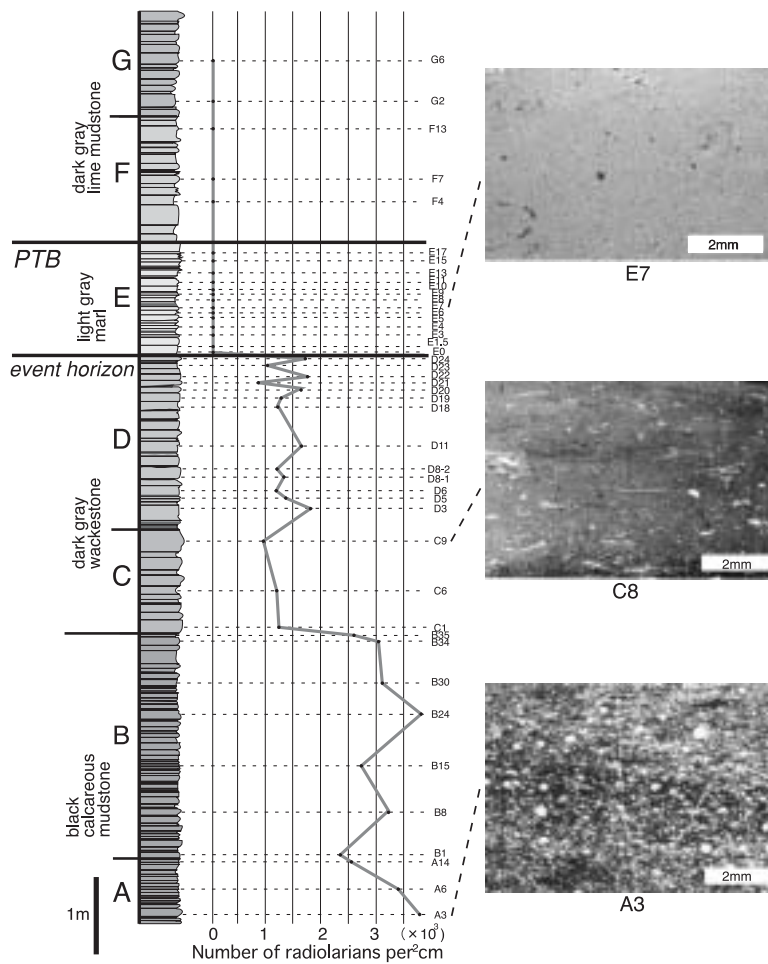 G
dark gray
lime mudstone
F
PTB
E
light gray
marl
event horizon
D
dark gray
wackestone
C
B
black
calcareous
mudstone
A
1m
G6
G2
F13
F7
F4
E17
E15
E13
E11
E10
E9
E8
E7
E6
E5
E4
E3
E1.5
E0
D24
D23
D22
D21
D20
D19
D18
D11
D8-2
D8-1
D6
D5
D3
C9
C6
C1
B35
B34
B30
B24
B15
B8
B1
A14
A6
A3
0 1 2 3 (×10³)
Number of radiolarians per²cm
2mm
E7
2mm
C8
2mm
A3